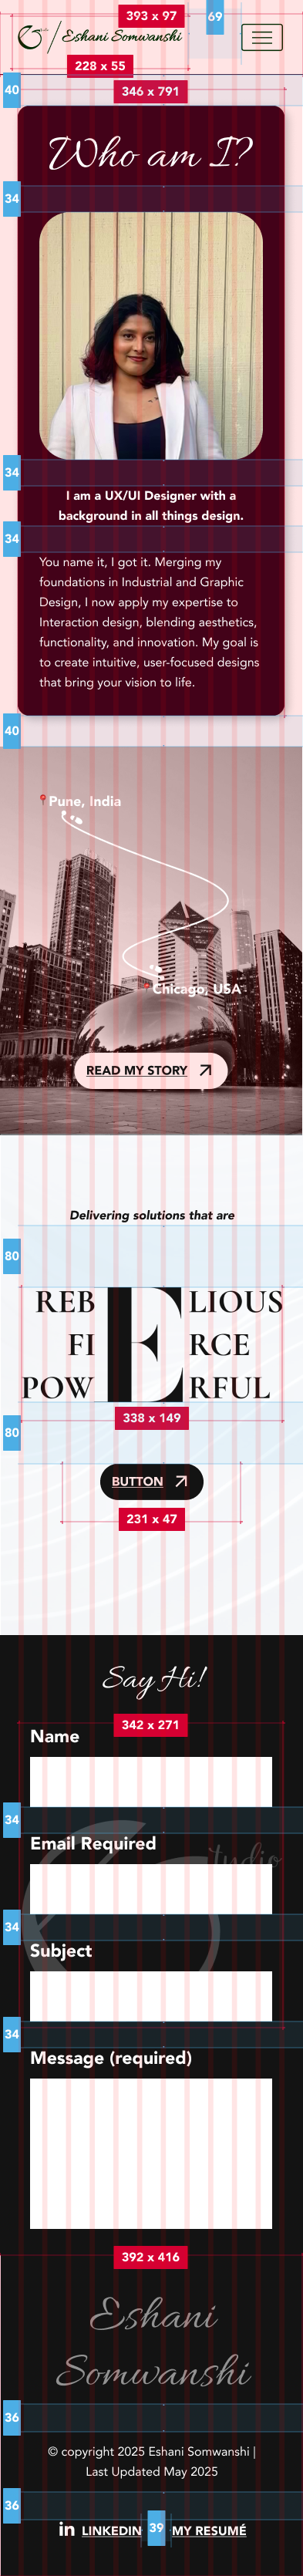 393 x 97
69
Eshani Somwanshi
228 x 55
40
346 x 791
Who am I?
34
34
I am a UX/UI Designer with a
background in all things design.
34
You name it, I got it. Merging my
foundations in Industrial and Graphic
Design, I now apply my expertise to
Interaction design, blending aesthetics,
functionality, and innovation. My goal is
to create intuitive, user-focused designs
that bring your vision to life.
40
Pune, India
Chicago, USA
READ MY STORY
Delivering solutions that are
80
REB E LIOUS
FI RCE
POW RFUL
338 x 149
80
BUTTON
231 x 47
Say Hi!
342 x 271
Name
34
Email Required
tudio
34
Subject
34
Message (required)
392 x 416
Eshani
Somwanshi
36
© copyright 2025 Eshani Somwanshi |
Last Updated May 2025
36
in LINKEDIN 39 MY RESUMÉ